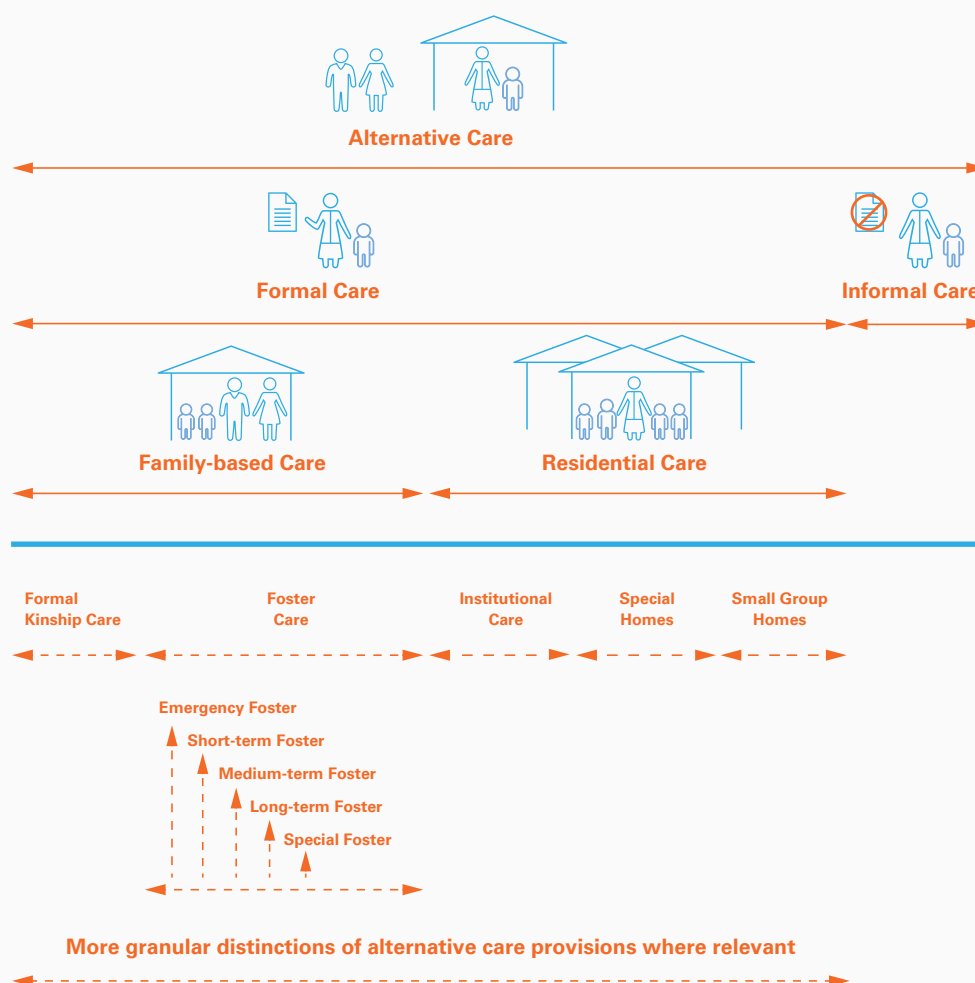 Alternative Care
Formal Care
Informal Care
Family-based Care
Residential Care
Formal
Kinship Care
Foster
Care
Institutional
Care
Special
Homes
Small Group
Homes
Emergency Foster
Short-term Foster
Medium-term Foster
Long-term Foster
Special Foster
More granular distinctions of alternative care provisions where relevant